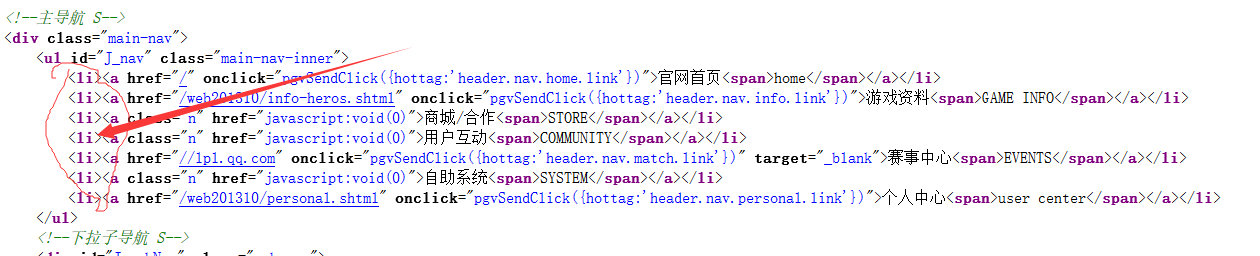 <!--主导航 S-->
<div class="main-nav">
<ul id="J_nav" class="main-nav-inner">
<li><a href="/" onclick="pgvSendClick({hottag:'header.nav.home.link'})">官网首页<span>home</span></a></li>
<li><a href="/web201310/info-heros.shtml" onclick="pgvSendClick({hottag:'header.nav.info.link'})">游戏资料<span>GAME INFO</span></a></li>
<li><a class="n" href="javascript:void(0)">商城/合作<span>STORE</span></a></li>
<li><a class="n" href="javascript:void(0)">用户互动<span>COMMUNITY</span></a></li>
<li><a href="//lpl.qq.com" onclick="pgvSendClick({hottag:'header.nav.match.link'})" target="_blank">赛事中心<span>EVENTS</span></a></li>
<li><a class="n" href="javascript:void(0)">自助系统<span>SYSTEM</span></a></li>
<li><a href="/web201310/personal.shtml" onclick="pgvSendClick({hottag:'header.nav.personal.link'})">个人中心<span>user center</span></a></li>
</ul>
<!--下拉子导航 S-->